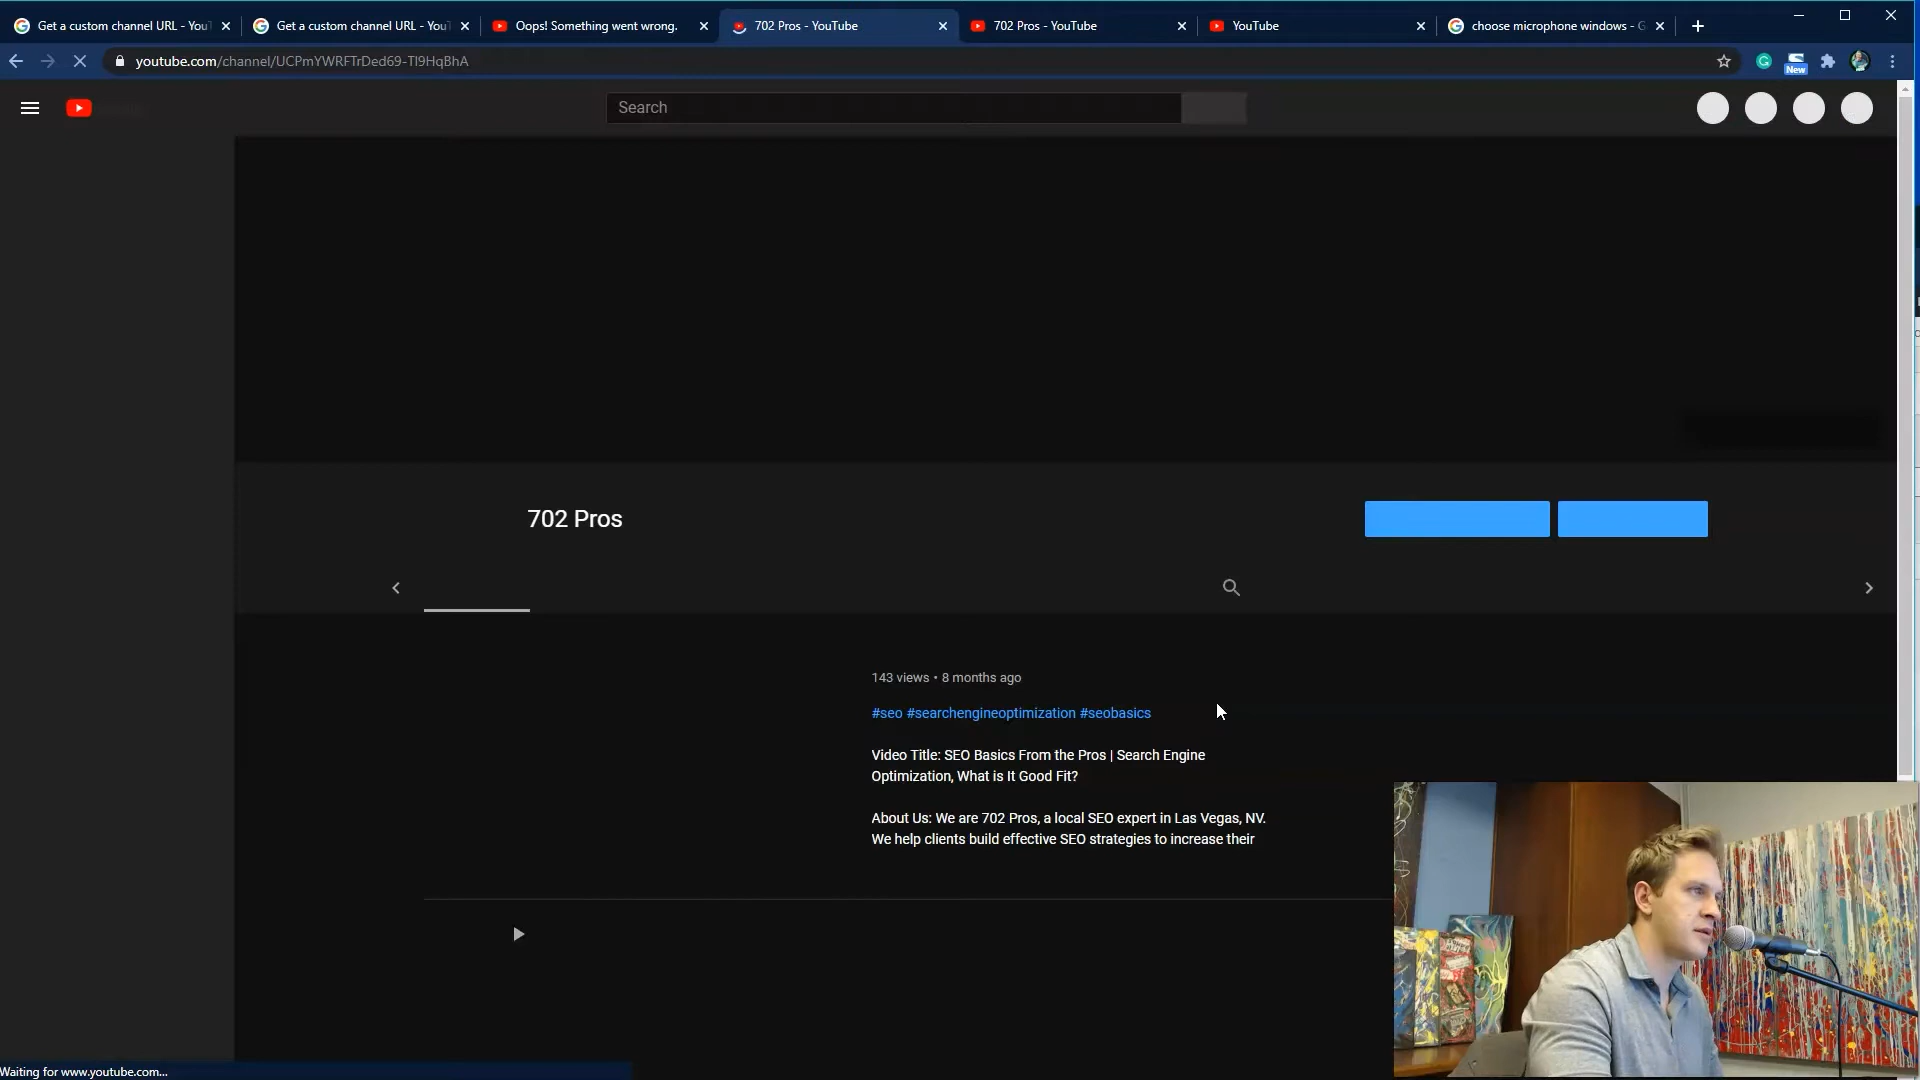 Get a custom channel URL - You
Get a custom channel URL - You
Oops! Something went wrong.
702 Pros - YouTube
702 Pros - YouTube
YouTube
choose microphone windows - G
youtube.com/channel/UCPmYWRFTrDed69-Tl9HqBhA
New
Search
702 Pros
143 views • 8 months ago
#seo #searchengineoptimization #seobasics
Video Title: SEO Basics From the Pros | Search Engine
Optimization, What is It Good Fit?
About Us: We are 702 Pros, a local SEO expert in Las Vegas, NV.
We help clients build effective SEO strategies to increase their
Waiting for www.youtube.com...